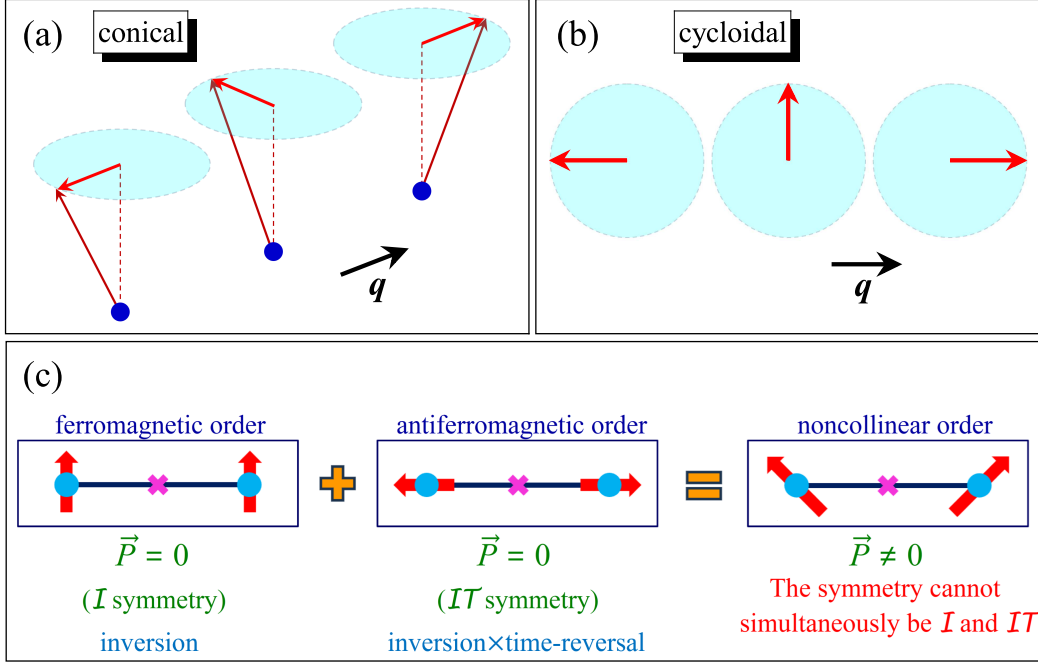 (a) conical
q
(b) cycloidal
q
(c)
ferromagnetic order
P⃗ = 0
(I symmetry)
inversion
antiferromagnetic order
P⃗ = 0
(IT symmetry)
inversion×time-reversal
noncollinear order
P⃗ ≠ 0
The symmetry cannot
simultaneously be I and IT